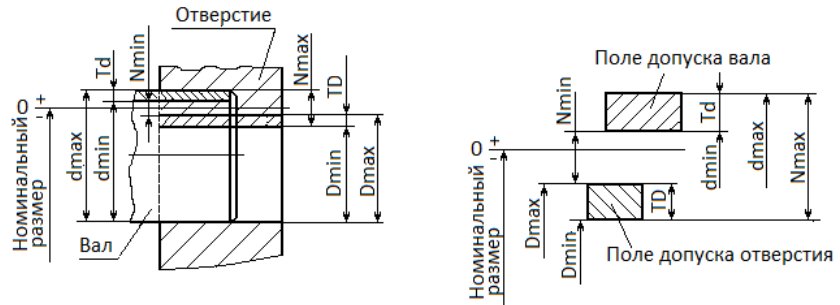 Отверстие
Td
Nmin
Nmax
TD
0 + -
Номинальный
размер
dmax
dmin
Dmin
Dmax
Вал
Поле допуска вала
Nmin
Td
0 + -
dmin
dmax
Nmax
Номинальный
размер
Dmax
Dmin
TD
Поле допуска отверстия